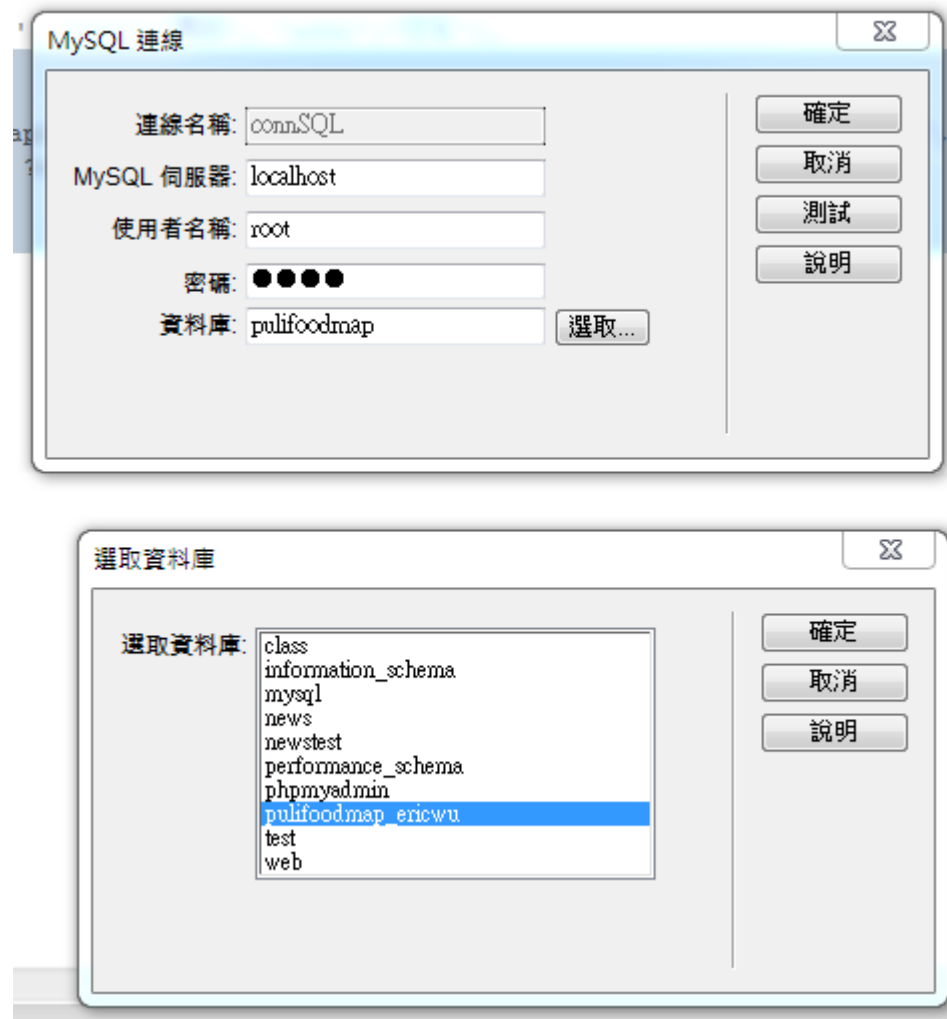 MySQL 連線
連線名稱: connSQL
確定
MySQL 伺服器: localhost
取消
使用者名稱: root
測試
密碼: ●●●●
說明
資料庫: pulifoodmap 選取...
選取資料庫
選取資料庫:
class
information_schema
mysql
news
newstest
performance_schema
phpmyadmin
pulifoodmap_ericwu
test
web
確定
取消
說明